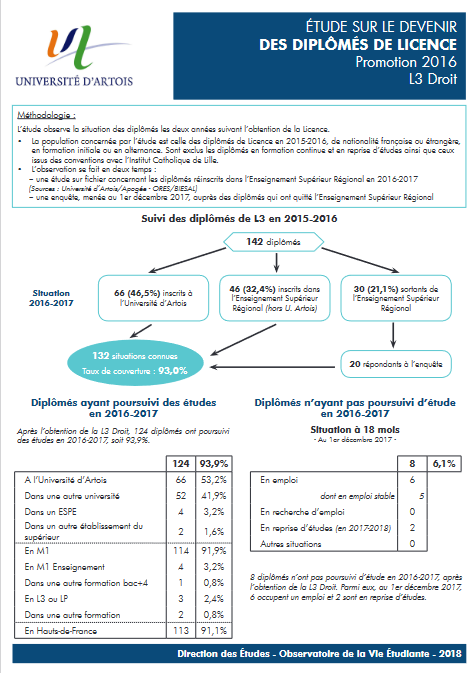 UNIVERSITÉ D'ARTOIS
ÉTUDE SUR LE DEVENIR
DES DIPLÔMÉS DE LICENCE
Promotion 2016
L3 Droit
Méthodologie :
L'étude observe la situation des diplômés les deux années suivant l'obtention de la Licence.
• La population concernée par l'étude est celle des diplômés de Licence en 2015-2016, de nationalité française ou étrangère,
en formation initiale ou en alternance. Sont exclus les diplômés en formation continue et en reprise d'études ainsi que ceux
issus des conventions avec l'Institut Catholique de Lille.
• L'observation se fait en deux temps :
– une étude sur fichier concernant les diplômés réinscrits dans l'Enseignement Supérieur Régional en 2016-2017
(Sources : Université d'Artois/Apogée - ORES/BIESAL)
– une enquête, menée au 1er décembre 2017, auprès des diplômés qui ont quitté l'Enseignement Supérieur Régional
Suivi des diplômés de L3 en 2015-2016
142 diplômés
Situation
2016-2017
66 (46,5%) inscrits à
l'Université d'Artois
46 (32,4%) inscrits dans
l'Enseignement Supérieur
Régional (hors U. Artois)
30 (21,1%) sortants de
l'Enseignement Supérieur
Régional
132 situations connues
Taux de couverture : 93,0%
20 répondants à l'enquête
Diplômés ayant poursuivi des études
en 2016-2017
Après l'obtention de la L3 Droit, 124 diplômés ont poursuivi
des études en 2016-2017, soit 93,9%.
124 93,9%
A l'Université d'Artois 66 53,2%
Dans une autre université 52 41,9%
Dans un ESPE 4 3,2%
Dans un autre établissement du
supérieur 2 1,6%
En M1 114 91,9%
En M1 Enseignement 4 3,2%
Dans une autre formation bac+4 1 0,8%
En L3 ou LP 3 2,4%
Dans une autre formation 2 0,8%
En Hauts-de-France 113 91,1%
Diplômés n'ayant pas poursuivi d'étude
en 2016-2017
Situation à 18 mois
- Au 1er décembre 2017 -
8 6,1%
En emploi 6
dont en emploi stable 5
En recherche d'emploi 0
En reprise d'études (en 2017-2018) 2
Autres situations 0
8 diplômés n'ont pas poursuivi d'étude en 2016-2017, après
l'obtention de la L3 Droit. Parmi eux, au 1er décembre 2017,
6 occupent un emploi et 2 sont en reprise d'études.
Direction des Études - Observatoire de la Vie Étudiante - 2018